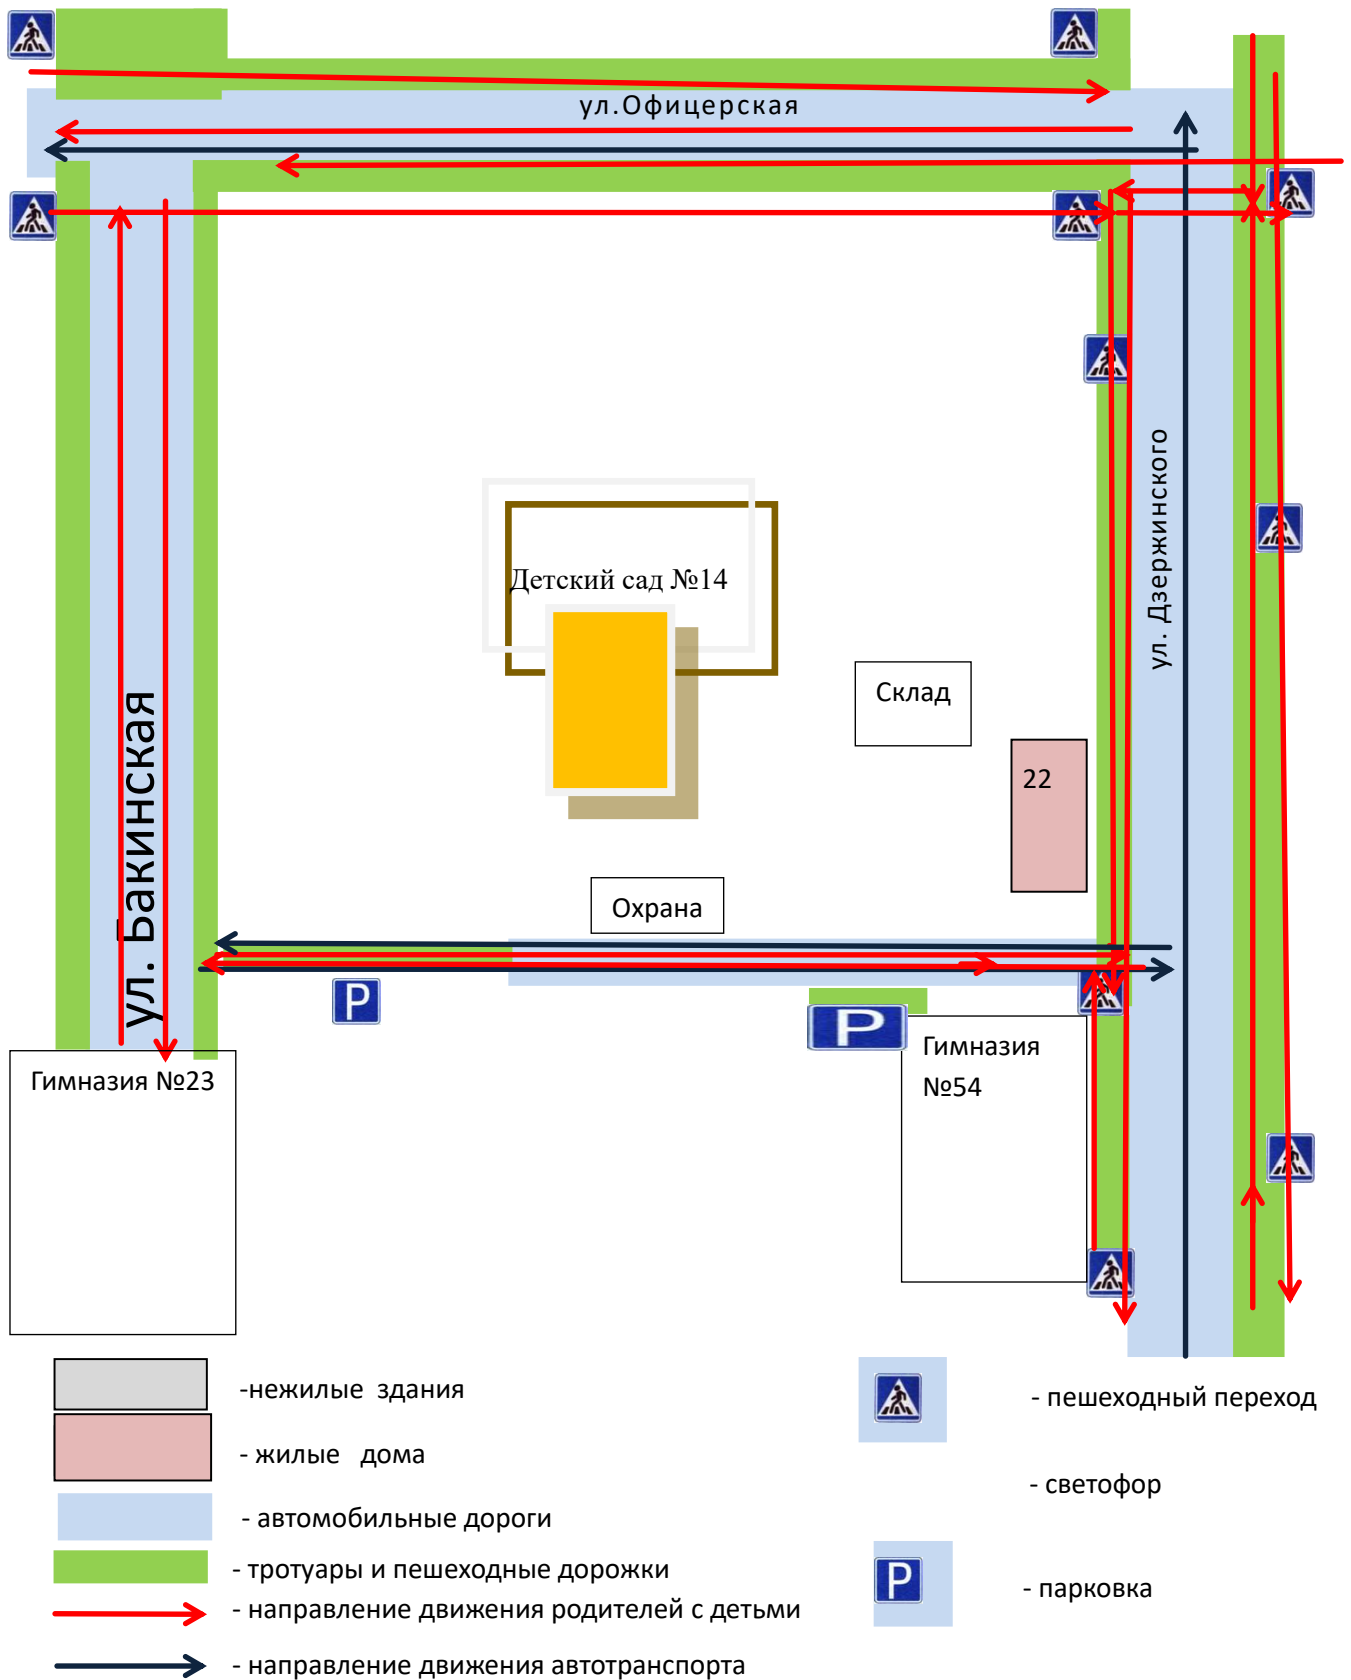 ул.Офицерская
ул. Дзержинского
Детский сад №14
Склад
22
ул. Бакинская
Охрана
P
P
Гимназия
№54
Гимназия №23
-нежилые здания
- пешеходный переход
- жилые дома
- светофор
- автомобильные дороги
- тротуары и пешеходные дорожки
P
- парковка
- направление движения родителей с детьми
- направление движения автотранспорта